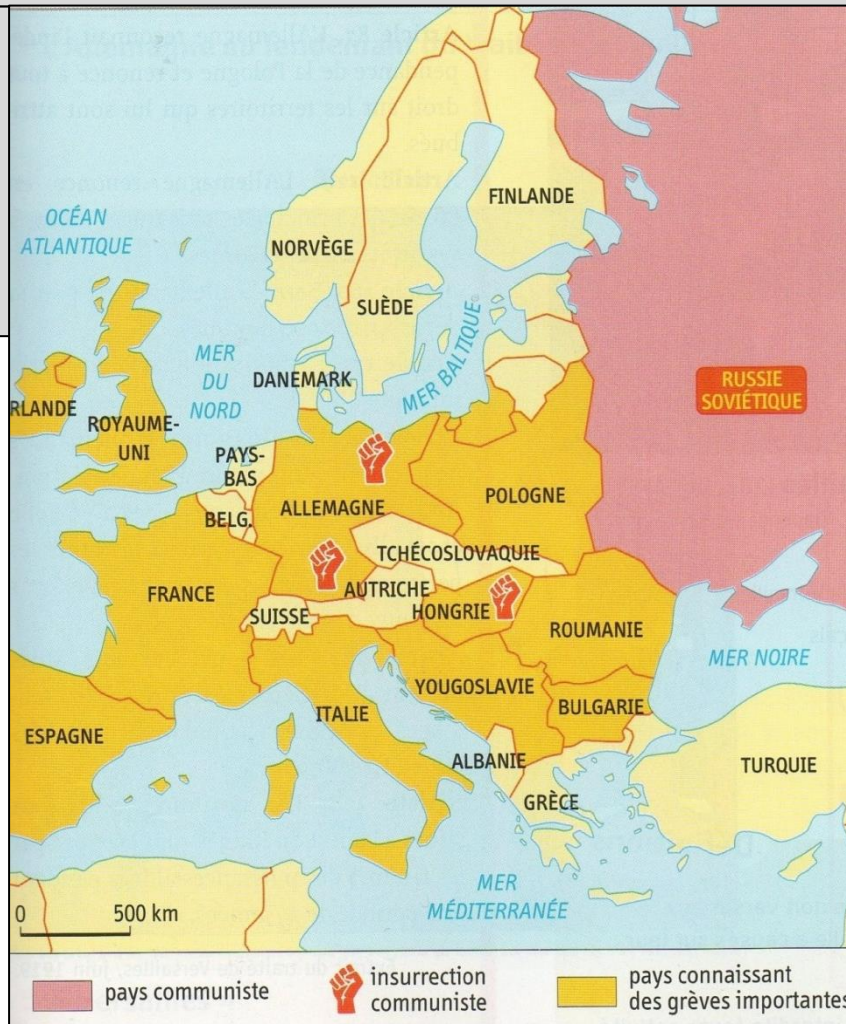 OCÉAN
ATLANTIQUE
NORVÈGE
FINLANDE
SUÈDE
MER
DU
NORD
DANEMARK
MER BALTIQUE
RUSSIE
SOVIÉTIQUE
RLANDE
ROYAUME-
UNI
PAYS-
BAS
BELG.
ALLEMAGNE
POLOGNE
TCHÉCOSLOVAQUIE
FRANCE
AUTRICHE
SUISSE
HONGRIE
ROUMANIE
MER NOIRE
YOUGOSLAVIE
BULGARIE
ITALIE
ESPAGNE
ALBANIE
TURQUIE
GRÈCE
MER
MÉDITERRANÉE
0 500 km
pays communiste
insurrection
communiste
pays connaissant
des grèves importantes